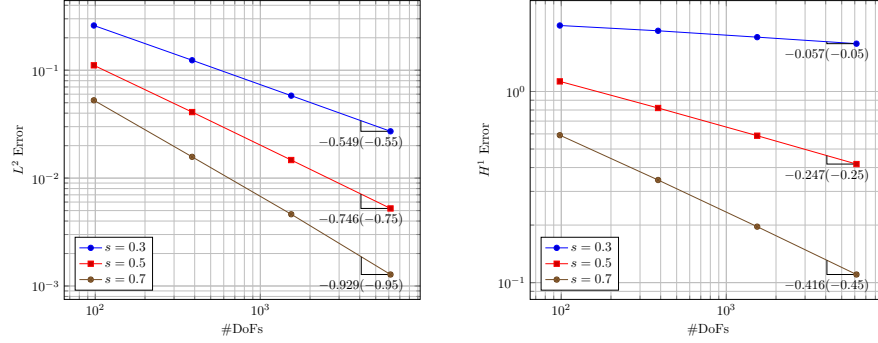 10^{-1}
10^{-2}
10^{-3}
L^2 Error
−0.549(−0.55)
−0.746(−0.75)
−0.929(−0.95)
s = 0.3
s = 0.5
s = 0.7
10^2
10^3
#DoFs
10^0
10^{-1}
H^1 Error
−0.057(−0.05)
−0.247(−0.25)
−0.416(−0.45)
s = 0.3
s = 0.5
s = 0.7
10^2
10^3
#DoFs